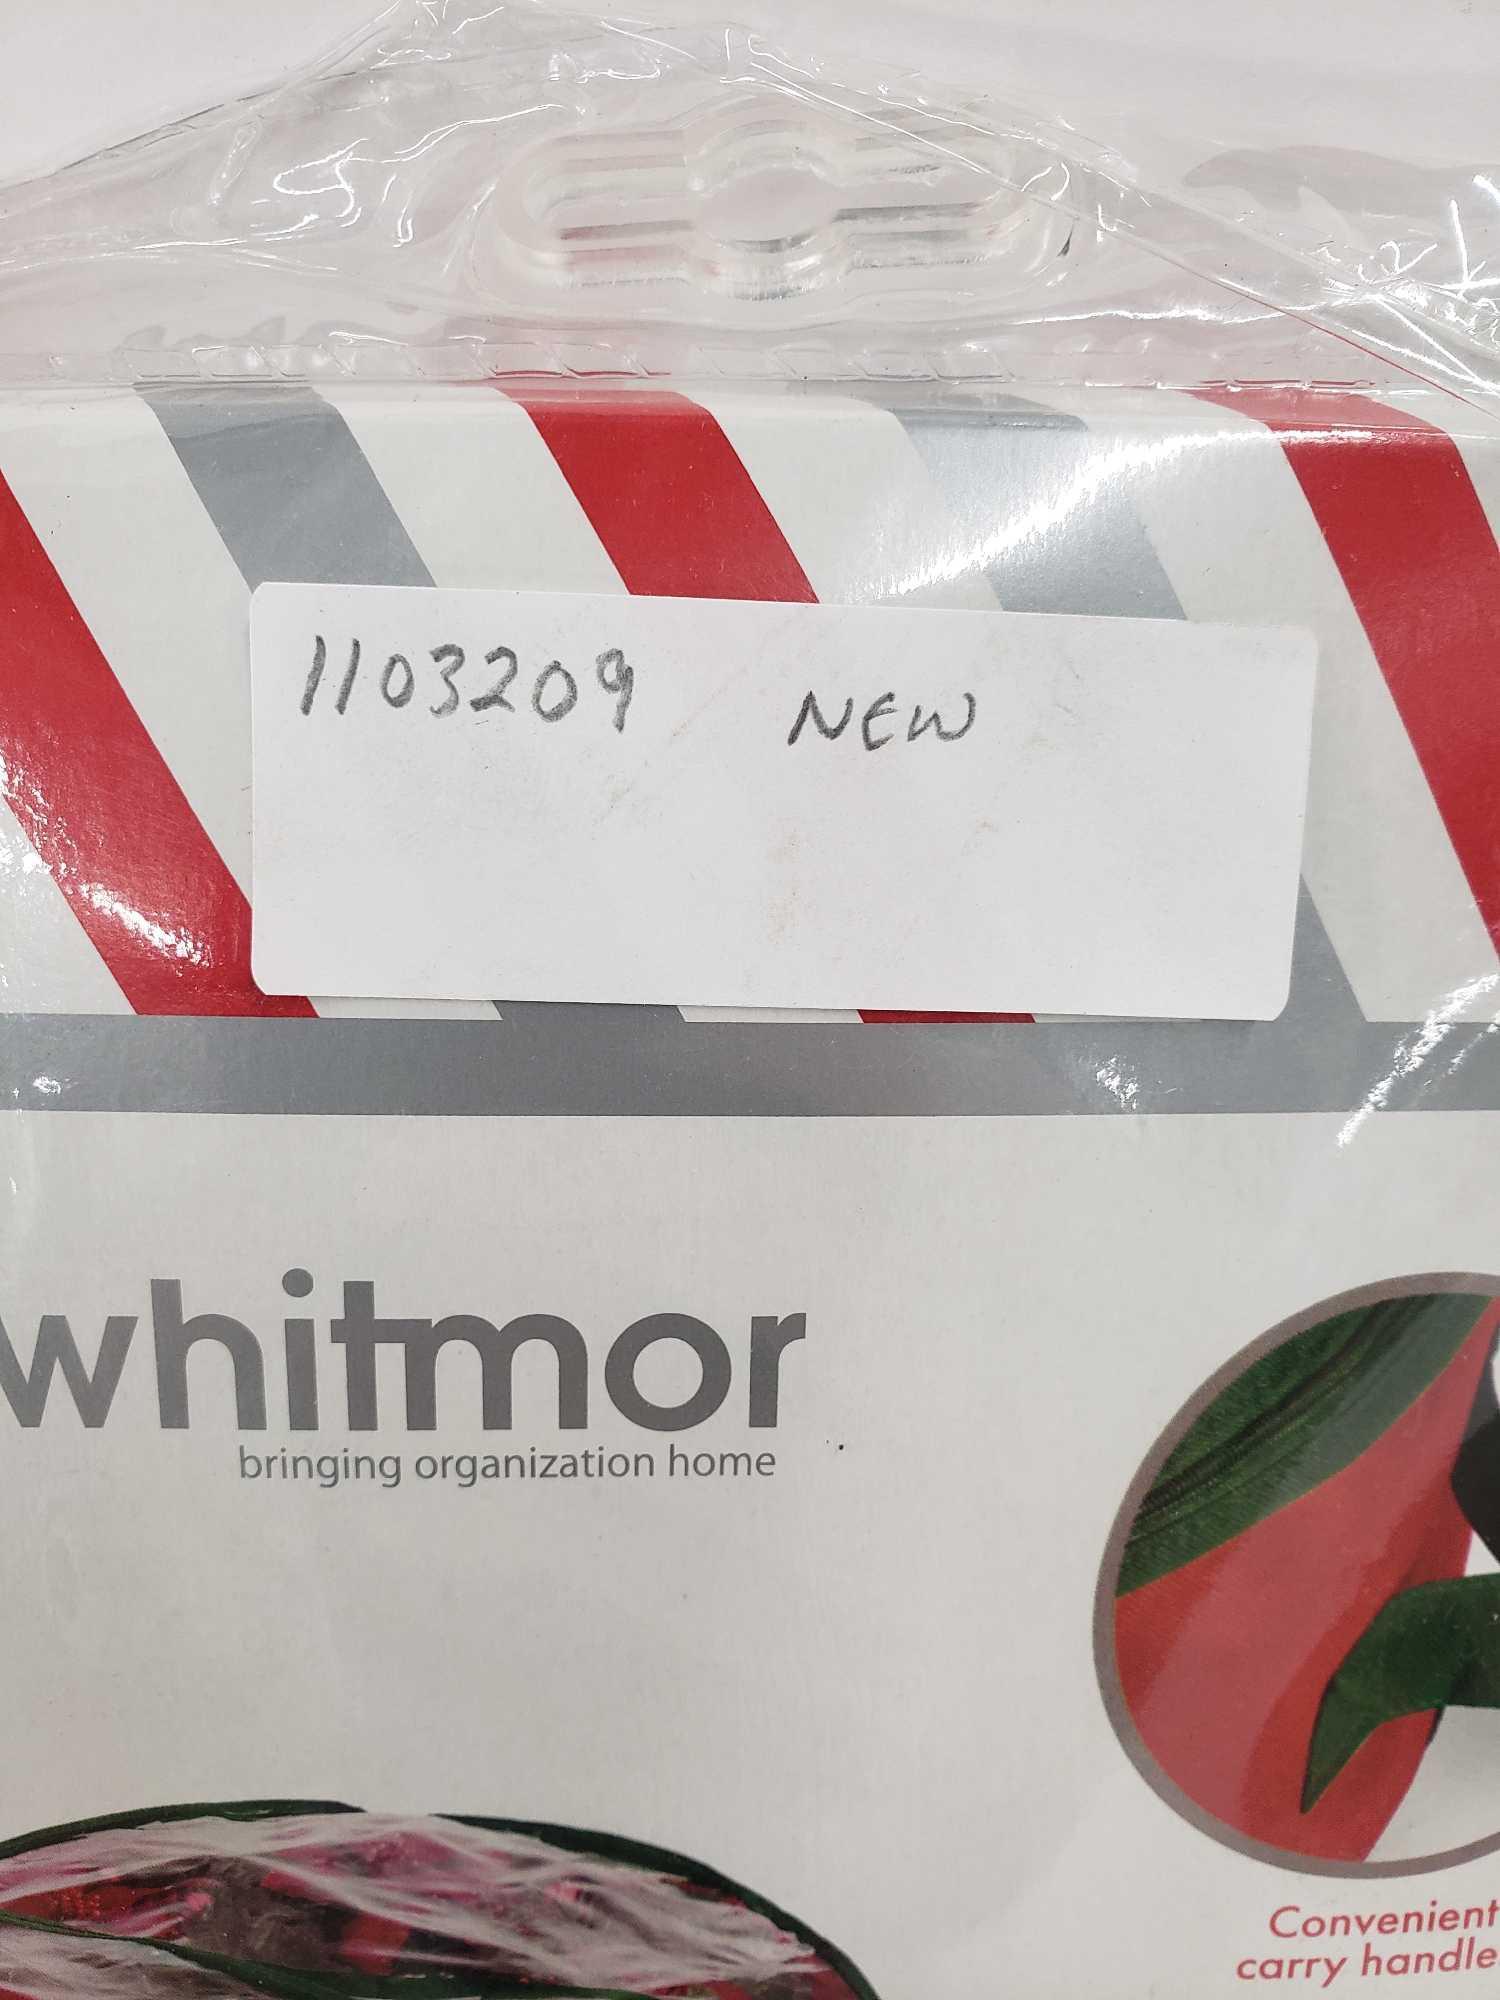 1103209 NEW
whitmor
bringing organization home
Convenient
carry handle